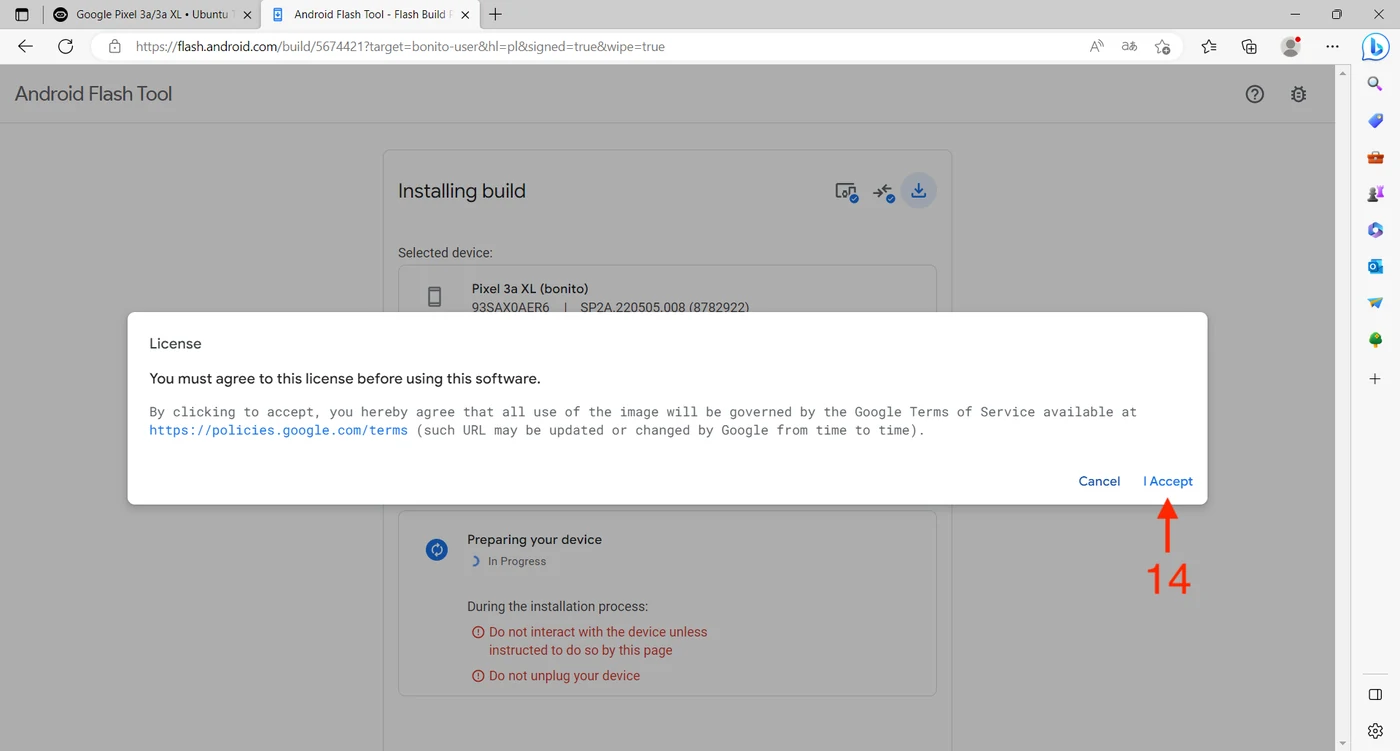 Google Pixel 3a/3a XL • Ubuntu
Android Flash Tool - Flash Build
https://flash.android.com/build/5674421?target=bonito-user&hl=pl&signed=true&wipe=true
Android Flash Tool
Installing build
Selected device:
Pixel 3a XL (bonito)
93SAX0AER6 | SP2A.220505.008 (8782922)
License
You must agree to this license before using this software.
By clicking to accept, you hereby agree that all use of the image will be governed by the Google Terms of Service available at
https://policies.google.com/terms (such URL may be updated or changed by Google from time to time).
Cancel I Accept
14
Preparing your device
In Progress
During the installation process:
Do not interact with the device unless
instructed to do so by this page
Do not unplug your device